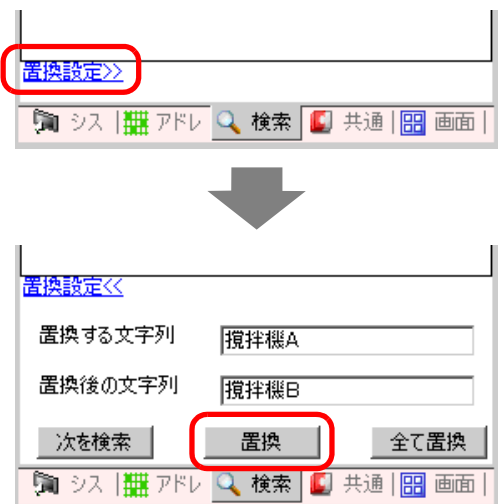 置換設定>>
シス アドレ 検索 共通 画面
置換設定<<
置換する文字列 撹拌機A
置換後の文字列 撹拌機B
次を検索 置換 全て置換
シス アドレ 検索 共通 画面